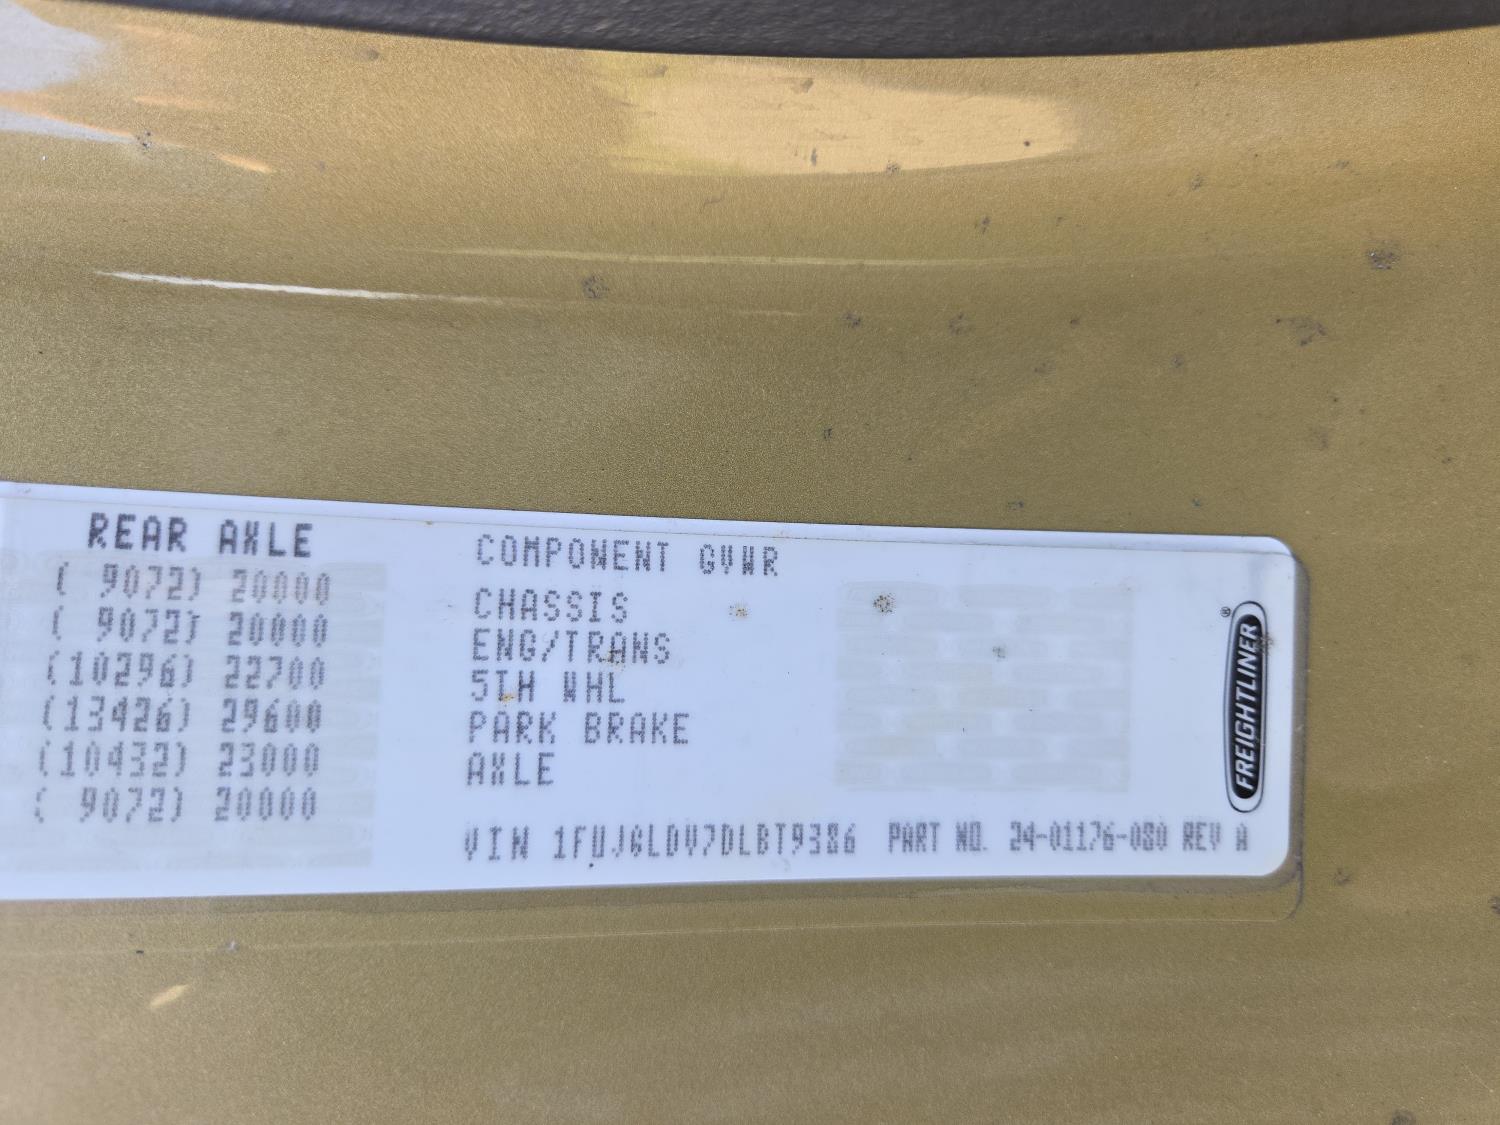 REAR AXLE
( 9072) 20000
( 9072) 20000
(10296) 22700
(13426) 29600
(10432) 23000
( 9072) 20000
COMPONENT GVWR
CHASSIS
ENG/TRANS
5TH WHL
PARK BRAKE
AXLE
VIN 1FUJGLDV7DLBT9386 PART NO. 24-01176-080 REV A
FREIGHTLINER®